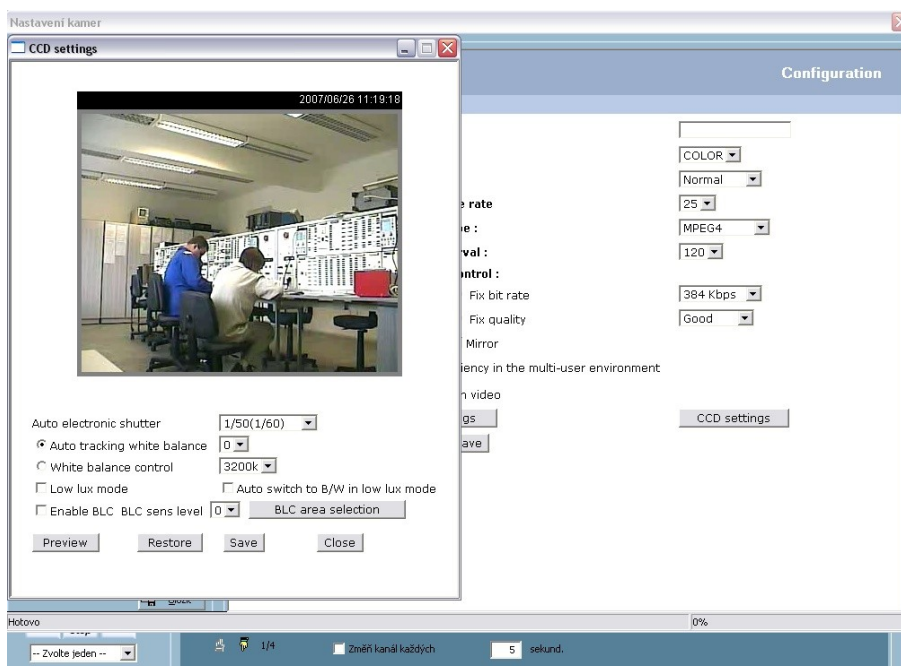 Nastavení kamer
CCD settings
Configuration
2007/06/26 11:19:18
COLOR
Normal
e rate
25
pe :
MPEG4
rval :
120
ontrol :
Fix bit rate
384 Kbps
Fix quality
Good
Mirror
iency in the multi-user environment
n video
gs
CCD settings
ave
Auto electronic shutter
1/50(1/60)
Auto tracking white balance
0
White balance control
3200k
Low lux mode
Auto switch to B/W in low lux mode
Enable BLC BLC sens level
0
BLC area selection
Preview
Restore
Save
Close
Hotovo
0%
-- Zvolte jeden --
1/4
Změň kanál každých
5
sekund.